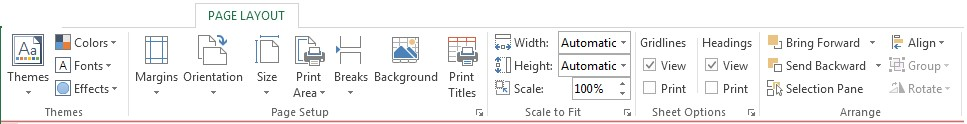 PAGE LAYOUT
Aa
Themes
Colors
Fonts
Effects
Themes
Margins
Orientation
Size
Print Area
Breaks
Background
Print Titles
Page Setup
Width: Automatic
Height: Automatic
Scale: 100%
Scale to Fit
Gridlines
View
Print
Headings
View
Print
Sheet Options
Bring Forward
Send Backward
Selection Pane
Align
Group
Rotate
Arrange